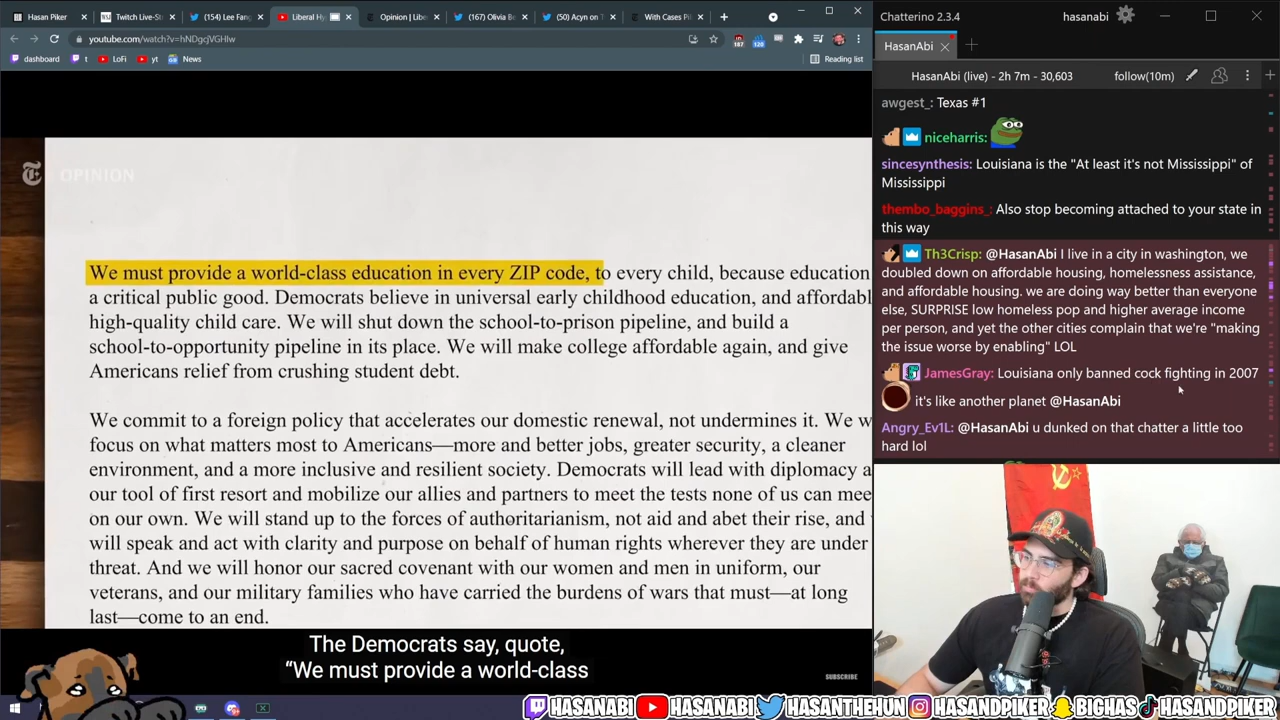 Hasan Pik
Twitch Live-Str
(154) Lee Fang
Liberal Hy
Opinion | Libe
(167) Olivia Be
(50) Acyn on T
With Cases Pil
youtube.com/watch?v=hNDgcjVGHIw
187
120
dashboard
t
LoFi
yt
News
Reading list
OPINION
We must provide a world-class education in every ZIP code, to every child, because education
a critical public good. Democrats believe in universal early childhood education, and affordabl
high-quality child care. We will shut down the school-to-prison pipeline, and build a
school-to-opportunity pipeline in its place. We will make college affordable again, and give
Americans relief from crushing student debt.
We commit to a foreign policy that accelerates our domestic renewal, not undermines it. We w
focus on what matters most to Americans—more and better jobs, greater security, a cleaner
environment, and a more inclusive and resilient society. Democrats will lead with diplomacy a
our tool of first resort and mobilize our allies and partners to meet the tests none of us can mee
on our own. We will stand up to the forces of authoritarianism, not aid and abet their rise, and
will speak and act with clarity and purpose on behalf of human rights wherever they are under
threat. And we will honor our sacred covenant with our women and men in uniform, our
veterans, and our military families who have carried the burdens of wars that must—at long
last—come to an end.
The Democrats say, quote,
“We must provide a world-class
SUBSCRIBE
Chatterino 2.3.4
hasanabi
HasanAbi
HasanAbi (live) - 2h 7m - 30,603
follow(10m)
awgest_: Texas #1
niceharris:
sincesynthesis: Louisiana is the "At least it's not Mississippi" of
Mississippi
thembo_baggins_: Also stop becoming attached to your state in
this way
Th3Crisp: @HasanAbi I live in a city in washington, we
doubled down on affordable housing, homelessness assistance,
and affordable housing. we are doing way better than everyone
else, SURPRISE low homeless pop and higher average income
per person, and yet the other cities complain that we're "making
the issue worse by enabling" LOL
JamesGray: Louisiana only banned cock fighting in 2007
it's like another planet @HasanAbi
Angry_Ev1L: @HasanAbi u dunked on that chatter a little too
hard lol
HASANABI
HASANABI
HASANTHEHUN
HASANDPIKER
BIGHAS
HASANDPIKER